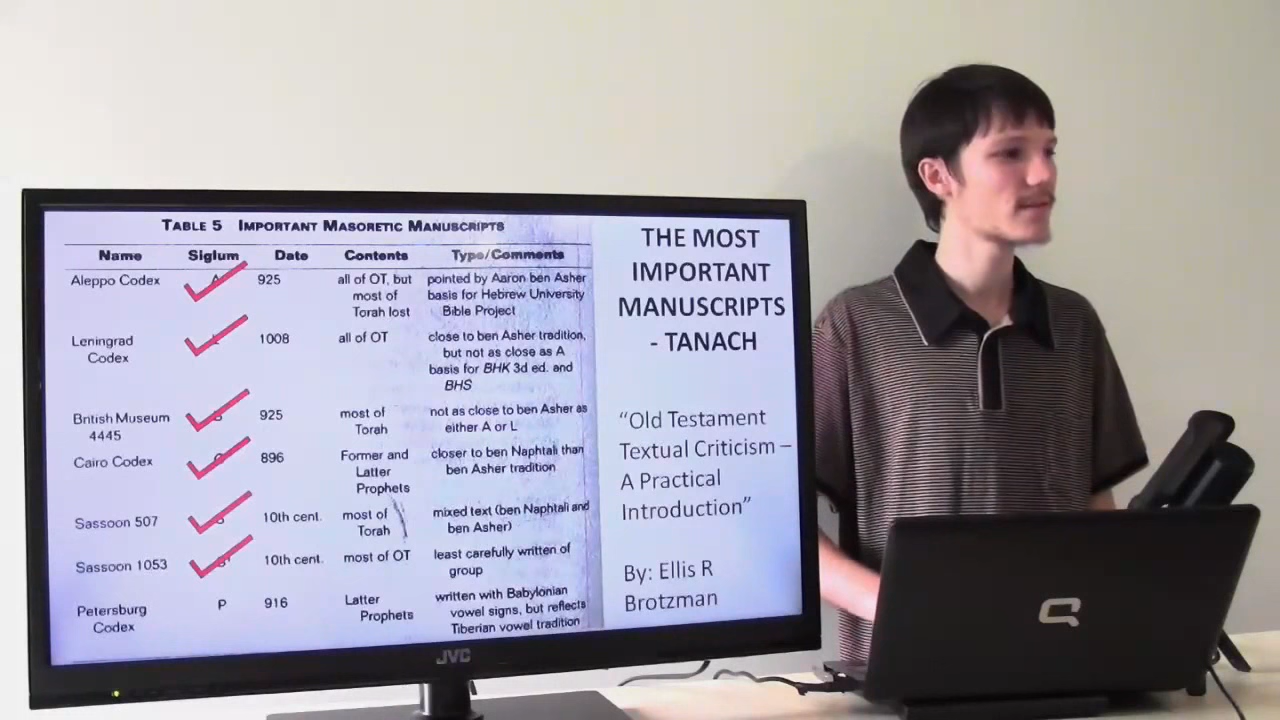 TABLE 5 IMPORTANT MASORETIC MANUSCRIPTS
Name Siglum Date Contents Type/Comments
Aleppo Codex 925 all of OT, but most of Torah lost pointed by Aaron ben Asher basis for Hebrew University Bible Project
Leningrad Codex 1008 all of OT close to ben Asher tradition, but not as close as A basis for BHK 3d ed. and BHS
British Museum 4445 925 most of Torah not as close to ben Asher as either A or L
Cairo Codex 896 Former and Latter Prophets closer to ben Naphtali than ben Asher tradition
Sassoon 507 10th cent. most of Torah mixed text (ben Naphtali and ben Asher)
Sassoon 1053 10th cent. most of OT least carefully written of group
Petersburg Codex P 916 Latter Prophets written with Babylonian vowel signs, but reflects Tiberian vowel tradition
THE MOST
IMPORTANT
MANUSCRIPTS
- TANACH
“Old Testament
Textual Criticism –
A Practical
Introduction”
By: Ellis R
Brotzman
JVC